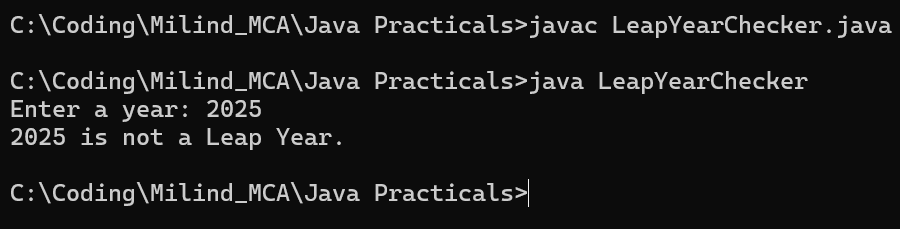 C:\Coding\Milind_MCA\Java Practicals>javac LeapYearChecker.java
C:\Coding\Milind_MCA\Java Practicals>java LeapYearChecker
Enter a year: 2025
2025 is not a Leap Year.
C:\Coding\Milind_MCA\Java Practicals>